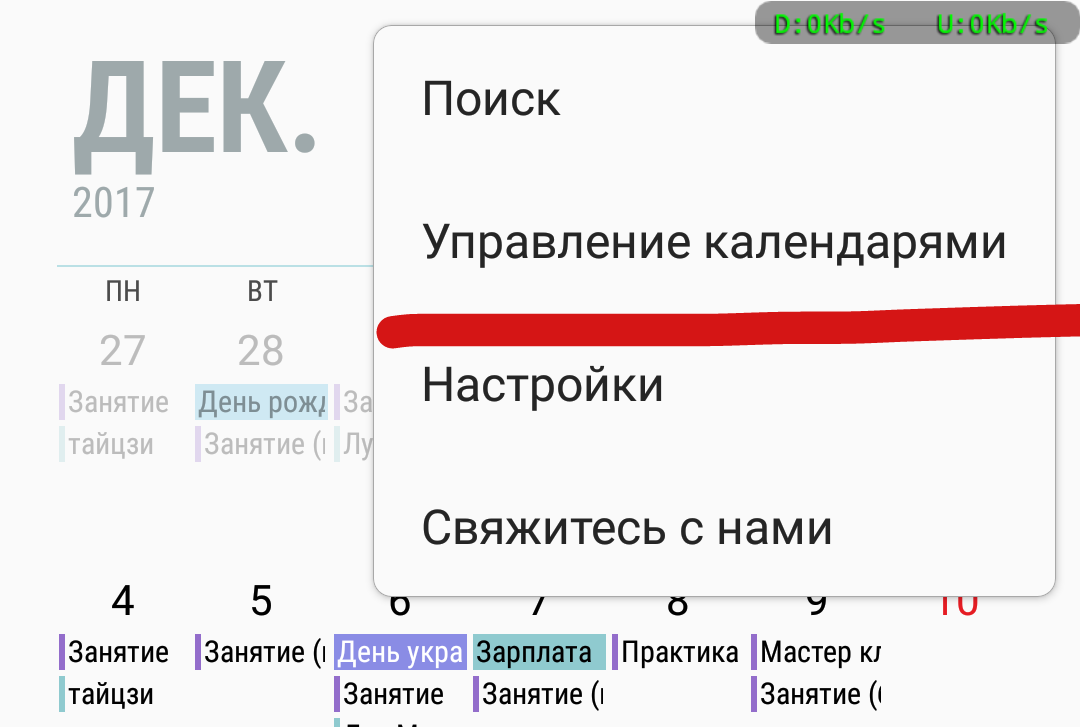 D:0Kb/s U:0Kb/s
ДЕК.
2017
Поиск
Управление календарями
Настройки
Свяжитесь с нами
ПН ВТ
27 28
Занятие День рожд За
тайцзи Занятие ( Лу
4 5 6 7 8 9 10
Занятие Занятие ( День укра Зарплата Практика Мастер кл
тайцзи Занятие Занятие ( Занятие (